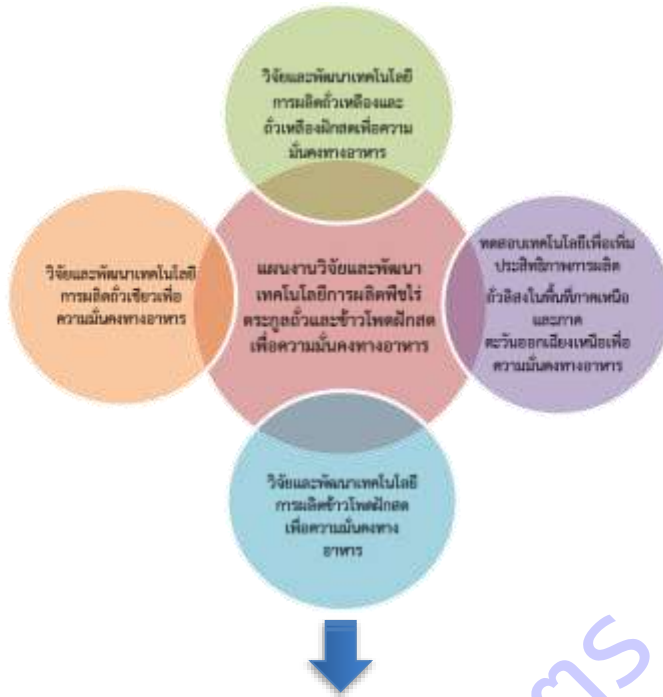 วิจัยและพัฒนาเทคโนโลยี
การผลิตถั่วเหลืองและ
ถั่วเหลืองฝักสดเพื่อความ
มั่นคงทางอาหาร
วิจัยและพัฒนาเทคโนโลยี
การผลิตถั่วเขียวเพื่อ
ความมั่นคงทางอาหาร
แผนงานวิจัยและพัฒนา
เทคโนโลยีการผลิตพืชไร่
ตระกูลถั่วและข้าวโพดฝักสด
เพื่อความมั่นคงทางอาหาร
ทดสอบเทคโนโลยีเพื่อเพิ่ม
ประสิทธิภาพการผลิต
ถั่วลิสงในพื้นที่ภาคเหนือ
และภาค
ตะวันออกเฉียงเหนือเพื่อ
ความมั่นคงทางอาหาร
วิจัยและพัฒนาเทคโนโลยี
การผลิตข้าวโพดฝักสด
เพื่อความมั่นคงทาง
อาหาร